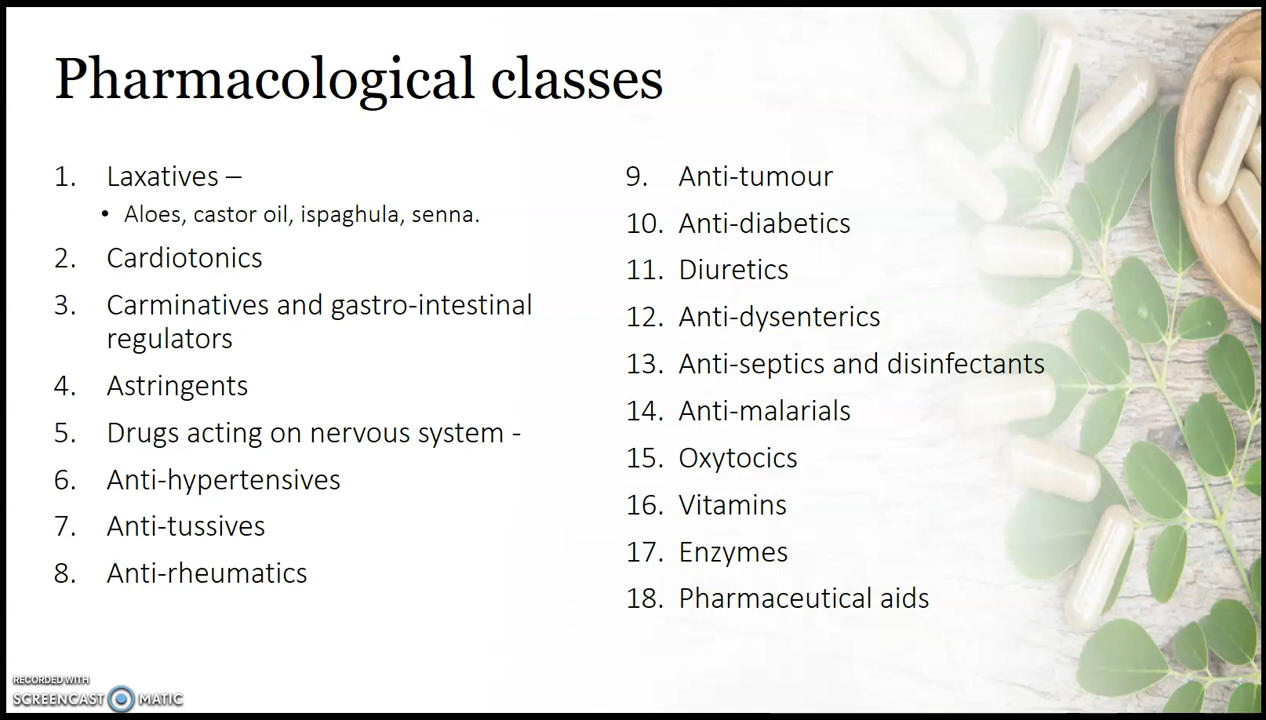 Pharmacological classes
1. Laxatives –
• Aloes, castor oil, ispaghula, senna.
2. Cardiotonics
3. Carminatives and gastro-intestinal
regulators
4. Astringents
5. Drugs acting on nervous system -
6. Anti-hypertensives
7. Anti-tussives
8. Anti-rheumatics
9. Anti-tumour
10. Anti-diabetics
11. Diuretics
12. Anti-dysenterics
13. Anti-septics and disinfectants
14. Anti-malarials
15. Oxytocics
16. Vitamins
17. Enzymes
18. Pharmaceutical aids
RECORDED WITH
SCREENCAST MATIC